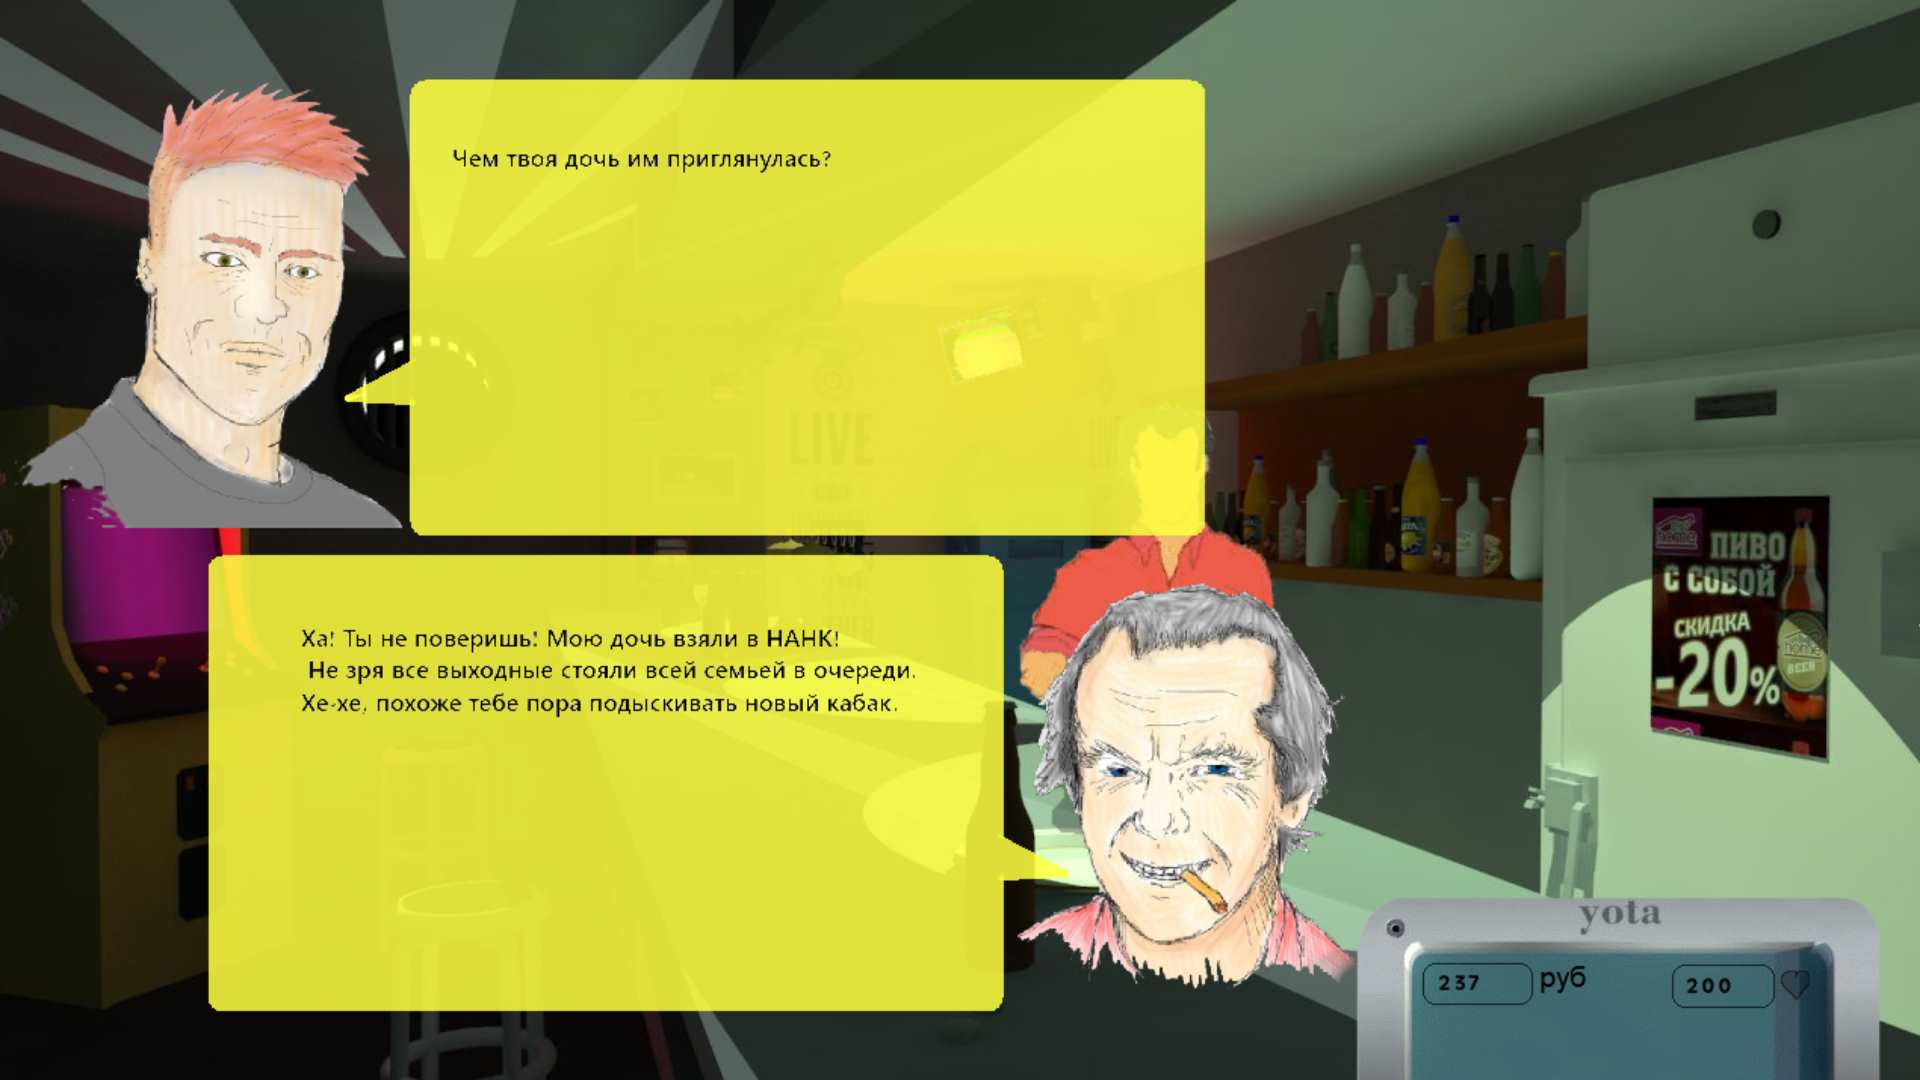 Чем твоя дочь им приглянулась?
LIVE
Ха! Ты не поверишь! Мою дочь взяли в НАНК!
Не зря все выходные стояли всей семьей в очереди.
Хе-хе, похоже тебе пора подыскивать новый кабак.
ПИВО
С СОБОЙ
СКИДКА
-20%
BEER
yota
237 руб 200